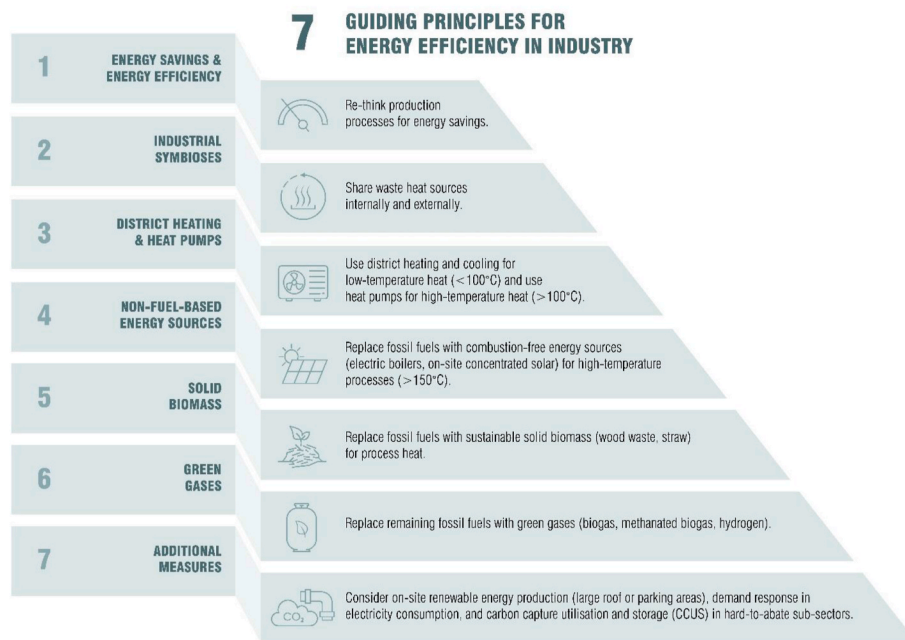 7
GUIDING PRINCIPLES FOR
ENERGY EFFICIENCY IN INDUSTRY
1
ENERGY SAVINGS &
ENERGY EFFICIENCY
Re-think production
processes for energy savings.
2
INDUSTRIAL
SYMBIOSES
Share waste heat sources
internally and externally.
3
DISTRICT HEATING
& HEAT PUMPS
Use district heating and cooling for
low-temperature heat (<100°C) and use
heat pumps for high-temperature heat (>100°C).
4
NON-FUEL-BASED
ENERGY SOURCES
Replace fossil fuels with combustion-free energy sources
(electric boilers, on-site concentrated solar) for high-temperature
processes (>150°C).
5
SOLID
BIOMASS
Replace fossil fuels with sustainable solid biomass (wood waste, straw)
for process heat.
6
GREEN
GASES
Replace remaining fossil fuels with green gases (biogas, methanated biogas, hydrogen).
7
ADDITIONAL
MEASURES
CO₂
Consider on-site renewable energy production (large roof or parking areas), demand response in
electricity consumption, and carbon capture utilisation and storage (CCUS) in hard-to-abate sub-sectors.